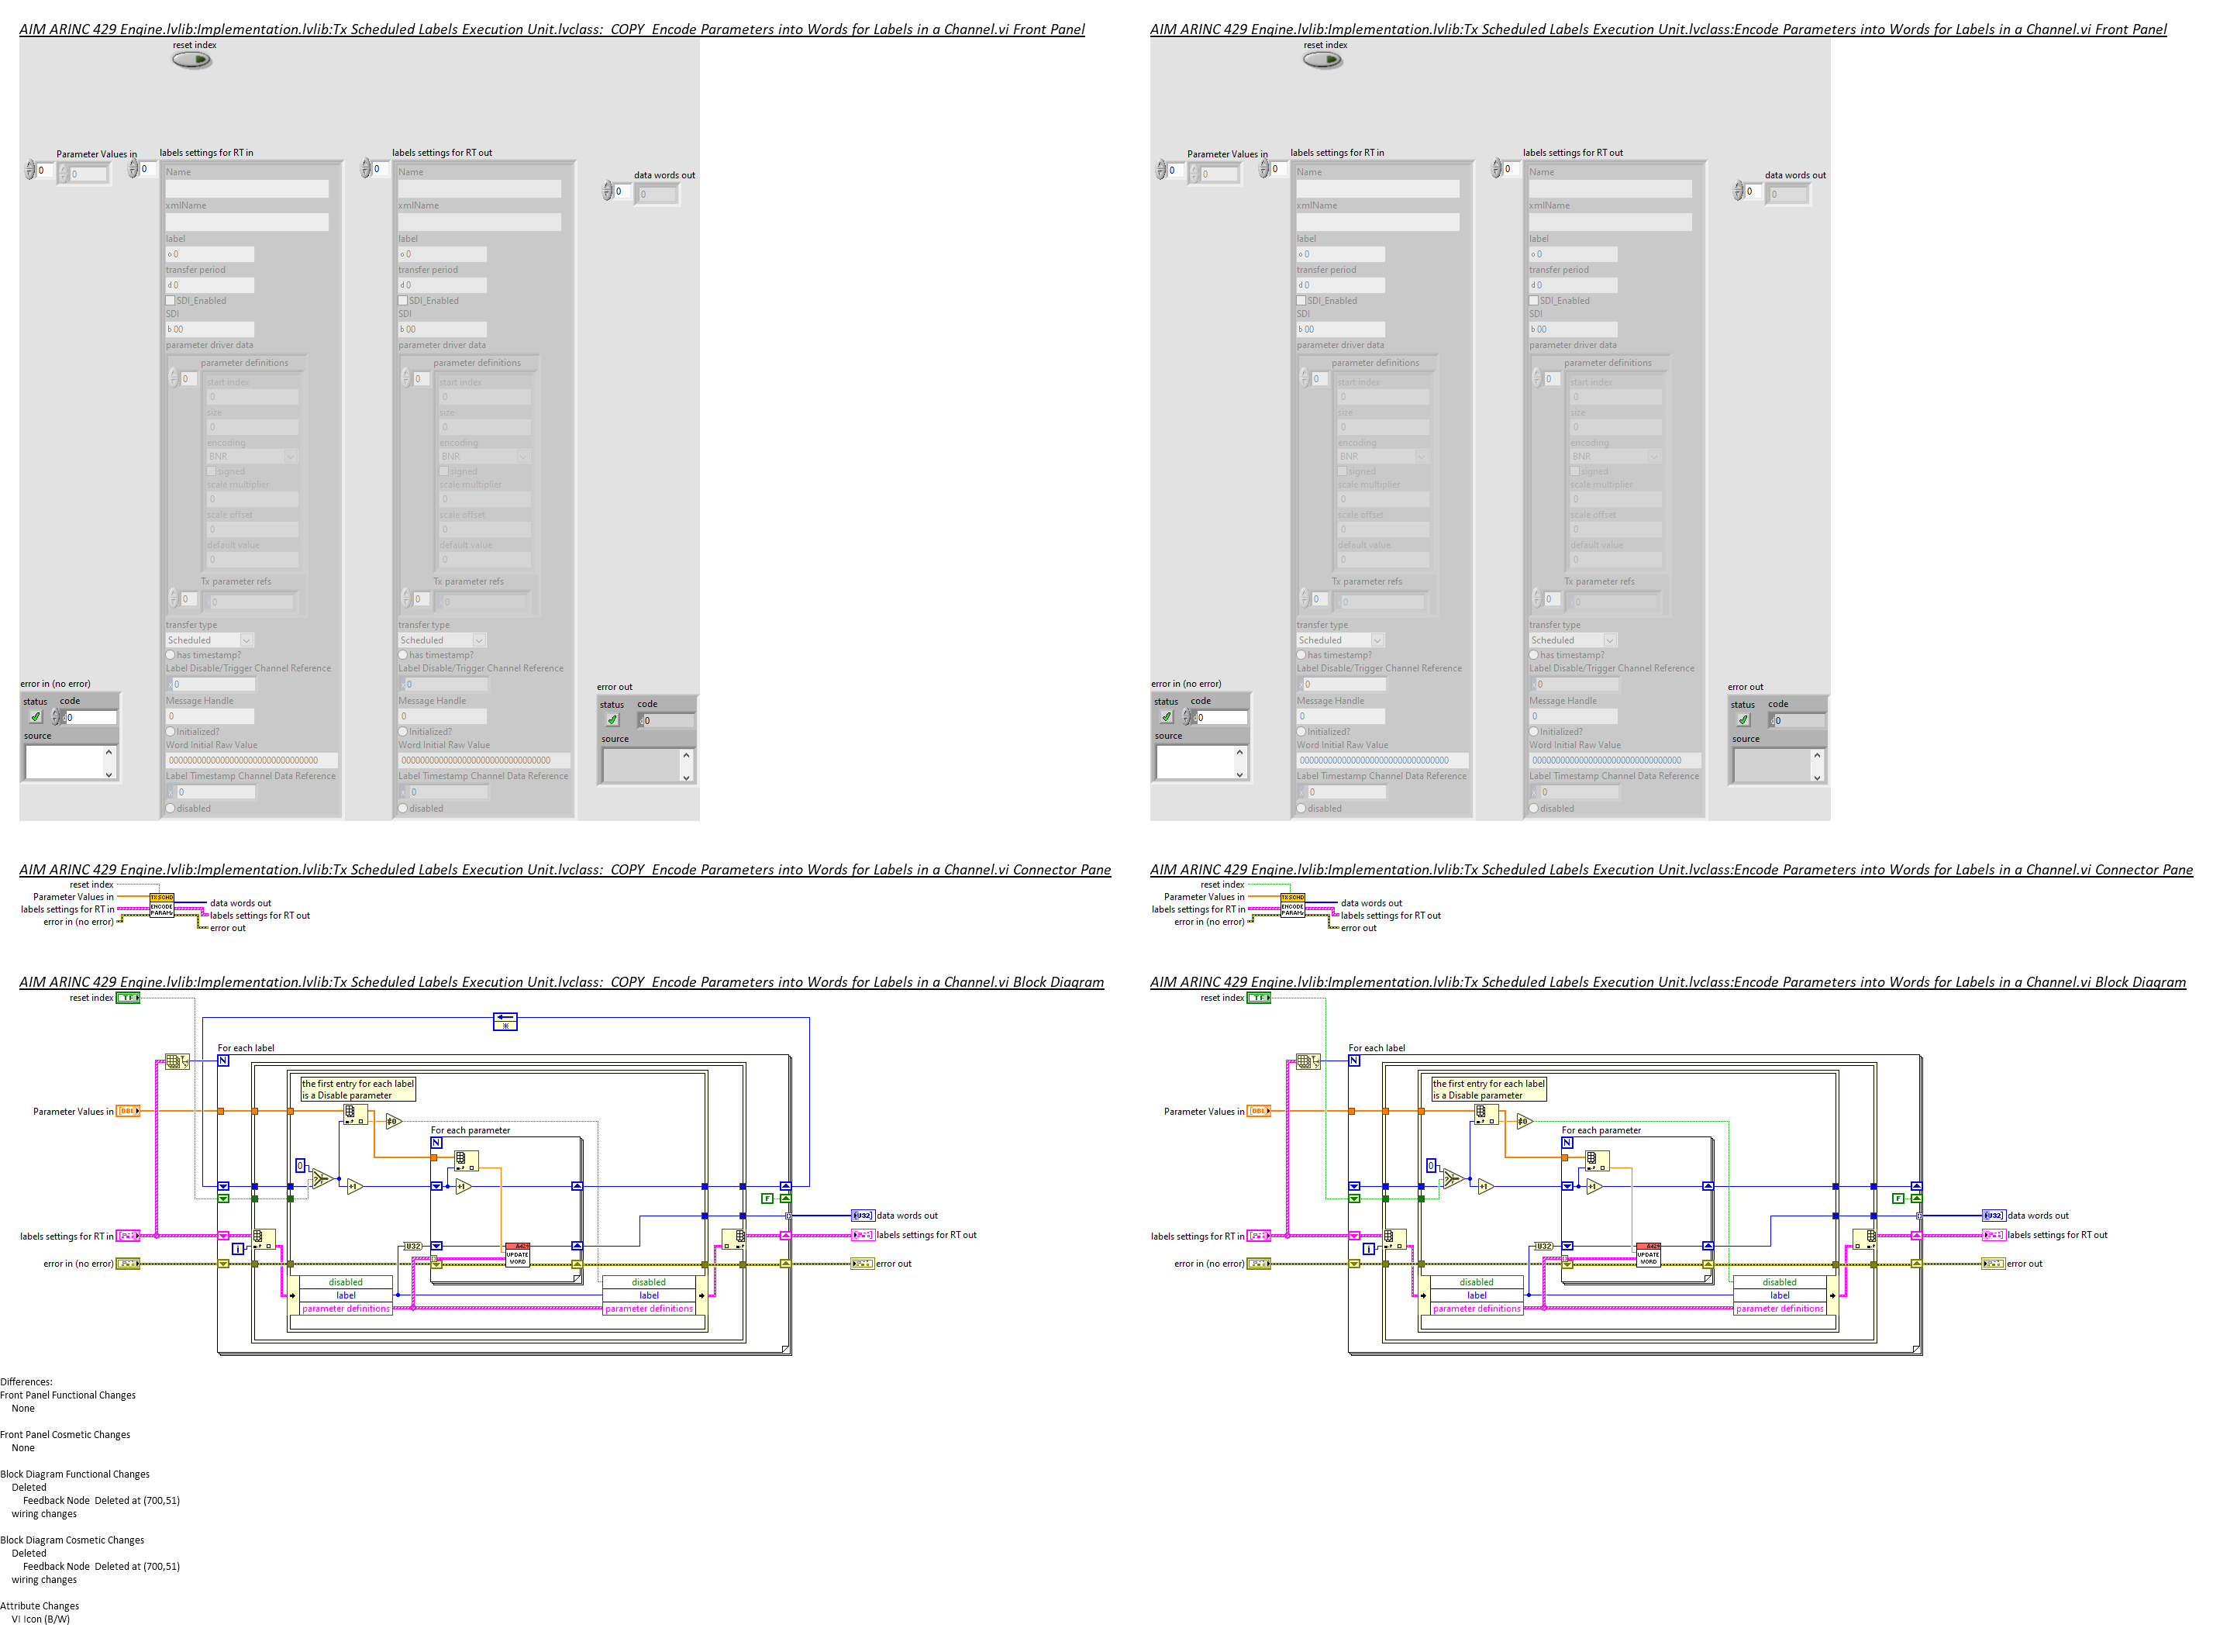 AIM ARINC 429 Engine.lvlib:Implementation.lvlib:Tx Scheduled Labels Execution Unit.lvclass:_COPY_Encode Parameters into Words for Labels in a Channel.vi Front Panel
reset index
Parameter Values in
0
0
labels settings for RT in
0
Name
xmlName
label
o 0
transfer period
d 0
SDI_Enabled
SDI
b 00
parameter driver data
parameter definitions
0
start index
0
size
0
encoding
BNR
signed
scale multiplier
0
scale offset
0
default value
0
Tx parameter refs
0
0
transfer type
Scheduled
has timestamp?
Label Disable/Trigger Channel Reference
0
Message Handle
0
Initialized?
Word Initial Raw Value
00000000000000000000000000000000
Label Timestamp Channel Data Reference
0
disabled
labels settings for RT out
0
Name
xmlName
label
o 0
transfer period
d 0
SDI_Enabled
SDI
b 00
parameter driver data
parameter definitions
0
start index
0
size
0
encoding
BNR
signed
scale multiplier
0
scale offset
0
default value
0
Tx parameter refs
0
0
transfer type
Scheduled
has timestamp?
Label Disable/Trigger Channel Reference
0
Message Handle
0
Initialized?
Word Initial Raw Value
00000000000000000000000000000000
Label Timestamp Channel Data Reference
0
disabled
data words out
0
0
error in (no error)
status code
0
source
error out
status code
0
source
AIM ARINC 429 Engine.lvlib:Implementation.lvlib:Tx Scheduled Labels Execution Unit.lvclass:Encode Parameters into Words for Labels in a Channel.vi Front Panel
reset index
Parameter Values in
0
0
labels settings for RT in
0
Name
xmlName
label
o 0
transfer period
d 0
SDI_Enabled
SDI
b 00
parameter driver data
parameter definitions
0
start index
0
size
0
encoding
BNR
signed
scale multiplier
0
scale offset
0
default value
0
Tx parameter refs
0
0
transfer type
Scheduled
has timestamp?
Label Disable/Trigger Channel Reference
0
Message Handle
0
Initialized?
Word Initial Raw Value
00000000000000000000000000000000
Label Timestamp Channel Data Reference
0
disabled
labels settings for RT out
0
Name
xmlName
label
o 0
transfer period
d 0
SDI_Enabled
SDI
b 00
parameter driver data
parameter definitions
0
start index
0
size
0
encoding
BNR
signed
scale multiplier
0
scale offset
0
default value
0
Tx parameter refs
0
0
transfer type
Scheduled
has timestamp?
Label Disable/Trigger Channel Reference
0
Message Handle
0
Initialized?
Word Initial Raw Value
00000000000000000000000000000000
Label Timestamp Channel Data Reference
0
disabled
data words out
0
0
error in (no error)
status code
0
source
error out
status code
0
source
AIM ARINC 429 Engine.lvlib:Implementation.lvlib:Tx Scheduled Labels Execution Unit.lvclass:_COPY_Encode Parameters into Words for Labels in a Channel.vi Connector Pane
reset index
Parameter Values in
labels settings for RT in
error in (no error)
TX SCHD
ENCODE
PARAMs
data words out
labels settings for RT out
error out
AIM ARINC 429 Engine.lvlib:Implementation.lvlib:Tx Scheduled Labels Execution Unit.lvclass:Encode Parameters into Words for Labels in a Channel.vi Connector Pane
reset index
Parameter Values in
labels settings for RT in
error in (no error)
TX SCHD
ENCODE
PARAMs
data words out
labels settings for RT out
error out
AIM ARINC 429 Engine.lvlib:Implementation.lvlib:Tx Scheduled Labels Execution Unit.lvclass:_COPY_Encode Parameters into Words for Labels in a Channel.vi Block Diagram
reset index
TF
For each label
N
the first entry for each label
is a Disable parameter
Parameter Values in
DBL
≠0
For each parameter
N
0
?
+1
+1
F
labels settings for RT in
i
U32
UPDATE
WORD
error in (no error)
disabled
label
parameter definitions
disabled
label
parameter definitions
U32
data words out
labels settings for RT out
error out
AIM ARINC 429 Engine.lvlib:Implementation.lvlib:Tx Scheduled Labels Execution Unit.lvclass:Encode Parameters into Words for Labels in a Channel.vi Block Diagram
reset index
TF
For each label
N
the first entry for each label
is a Disable parameter
Parameter Values in
DBL
≠0
For each parameter
N
0
?
+1
+1
F
labels settings for RT in
i
U32
UPDATE
WORD
error in (no error)
disabled
label
parameter definitions
disabled
label
parameter definitions
U32
data words out
labels settings for RT out
error out
Differences:
Front Panel Functional Changes
None
Front Panel Cosmetic Changes
None
Block Diagram Functional Changes
Deleted
Feedback Node Deleted at (700,51)
wiring changes
Block Diagram Cosmetic Changes
Deleted
Feedback Node Deleted at (700,51)
wiring changes
Attribute Changes
VI Icon (B/W)